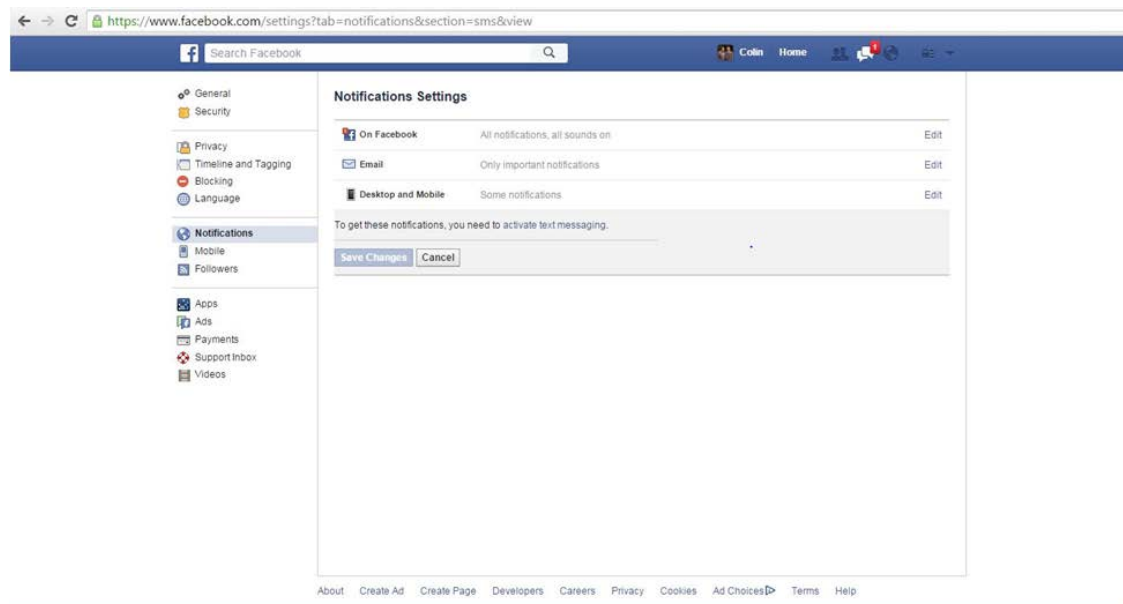 https://www.facebook.com/settings?tab=notifications&section=sms&view
f Search Facebook Colin Home 1
General
Security
Privacy
Timeline and Tagging
Blocking
Language
Notifications
Mobile
Followers
Apps
Ads
Payments
Support Inbox
Videos
Notifications Settings
On Facebook All notifications, all sounds on Edit
Email Only important notifications Edit
Desktop and Mobile Some notifications Edit
To get these notifications, you need to activate text messaging.
Save Changes Cancel
About Create Ad Create Page Developers Careers Privacy Cookies Ad Choices Terms Help